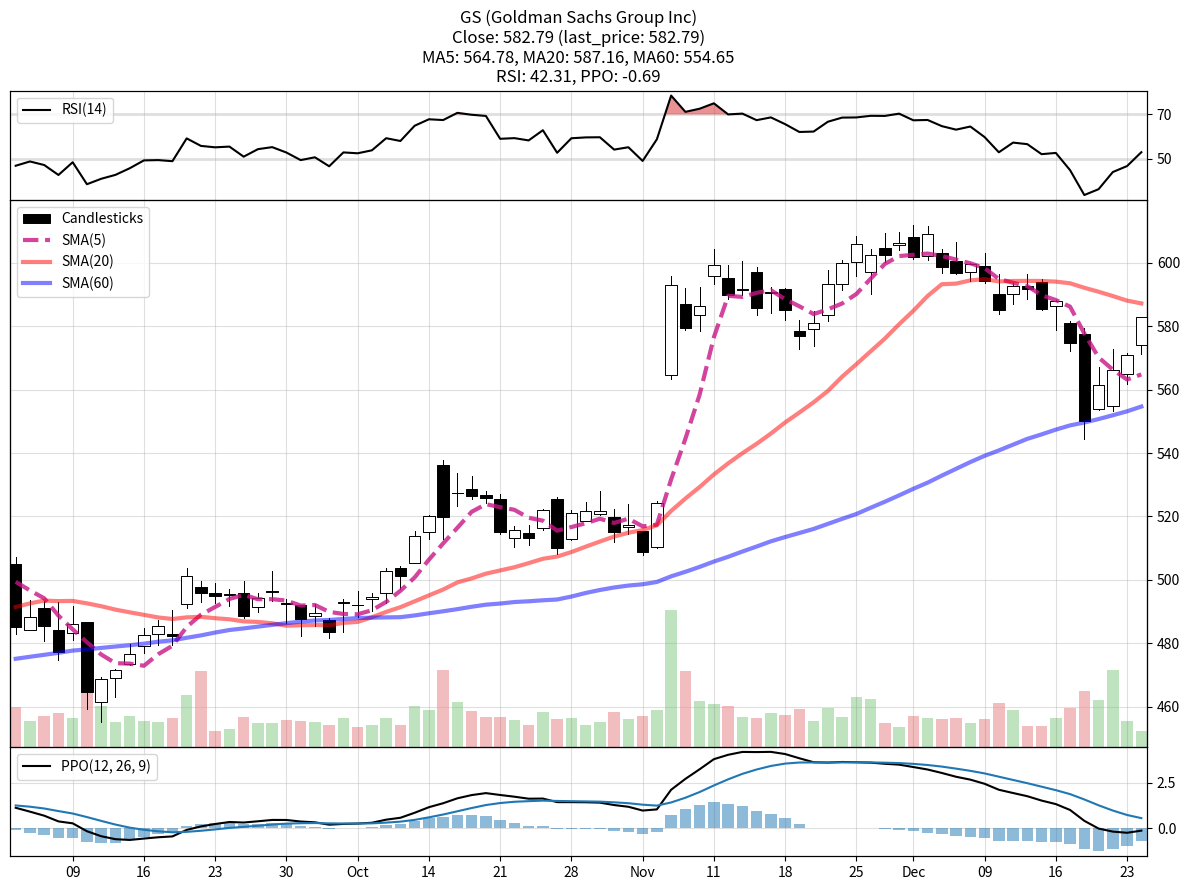 GS (Goldman Sachs Group Inc)
Close: 582.79 (last_price: 582.79)
MA5: 564.78, MA20: 587.16, MA60: 554.65
RSI: 42.31, PPO: -0.69
RSI(14)
70
50
Candlesticks
SMA(5)
SMA(20)
SMA(60)
600
580
560
540
520
500
480
460
PPO(12, 26, 9)
2.5
0.0
09 16 23 30 Oct 14 21 28 Nov 11 18 25 Dec 09 16 23